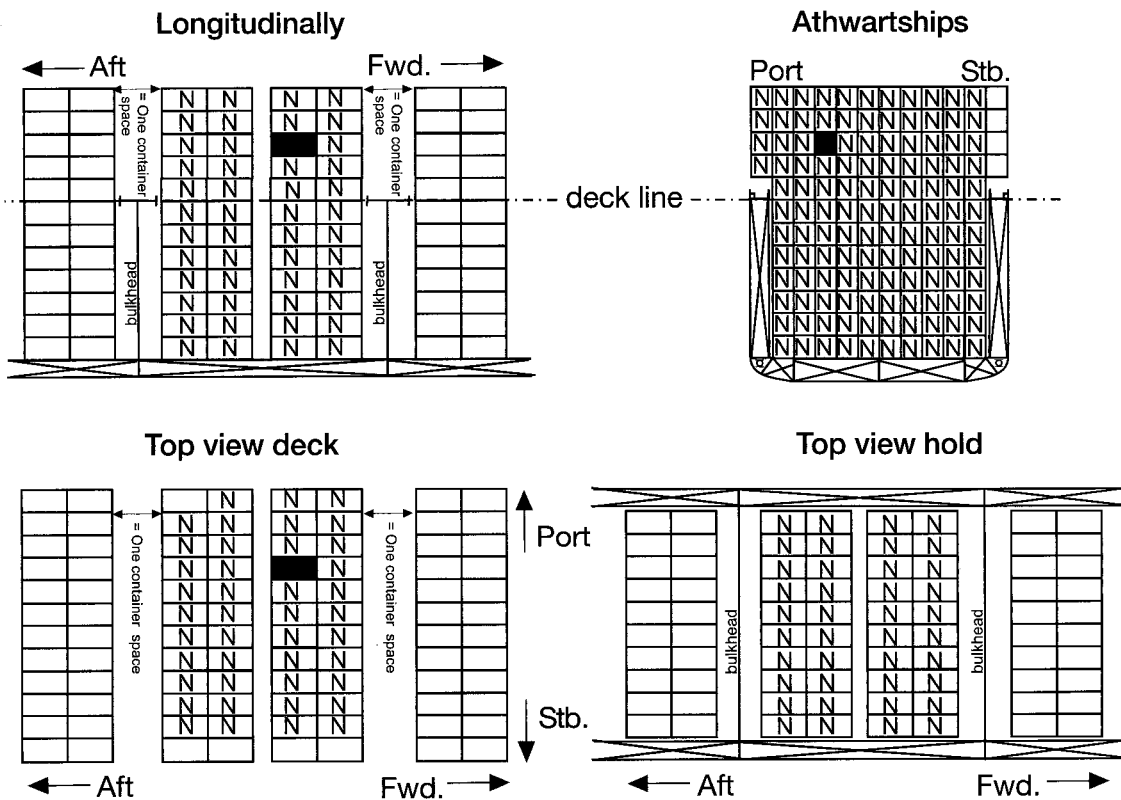 Longitudinally
Aft
Fwd.
= One container space
= One container space
N N N N
N N N N
N N N
N N N N
N N N N
N N N N
N N N N
N N N N
N N N N
N N N N
N N N N
N N N N
bulkhead
bulkhead
deck line
Athwartships
Port
Stb.
N N N N N N N N N N N
N N N N N N N N N N N
N N N N N N N N N N
N N N N N N N N N N N
N N N N N N N N N N
N N N N N N N N N N
N N N N N N N N N N
N N N N N N N N N N
N N N N N N N N N N
N N N N N N N N N N
N N N N N N N N N N
N N N N N N N N N N
Top view deck
N N N
N N N N
N N N N
N N N
N N N N
N N N N
N N N N
N N N N
N N N N
N N N N
N N N N
= One container space
= One container space
Port
Stb.
Aft
Fwd.
Top view hold
N N N N
N N N N
N N N N
N N N N
N N N N
N N N N
N N N N
N N N N
N N N N
N N N N
bulkhead
bulkhead
Aft
Fwd.